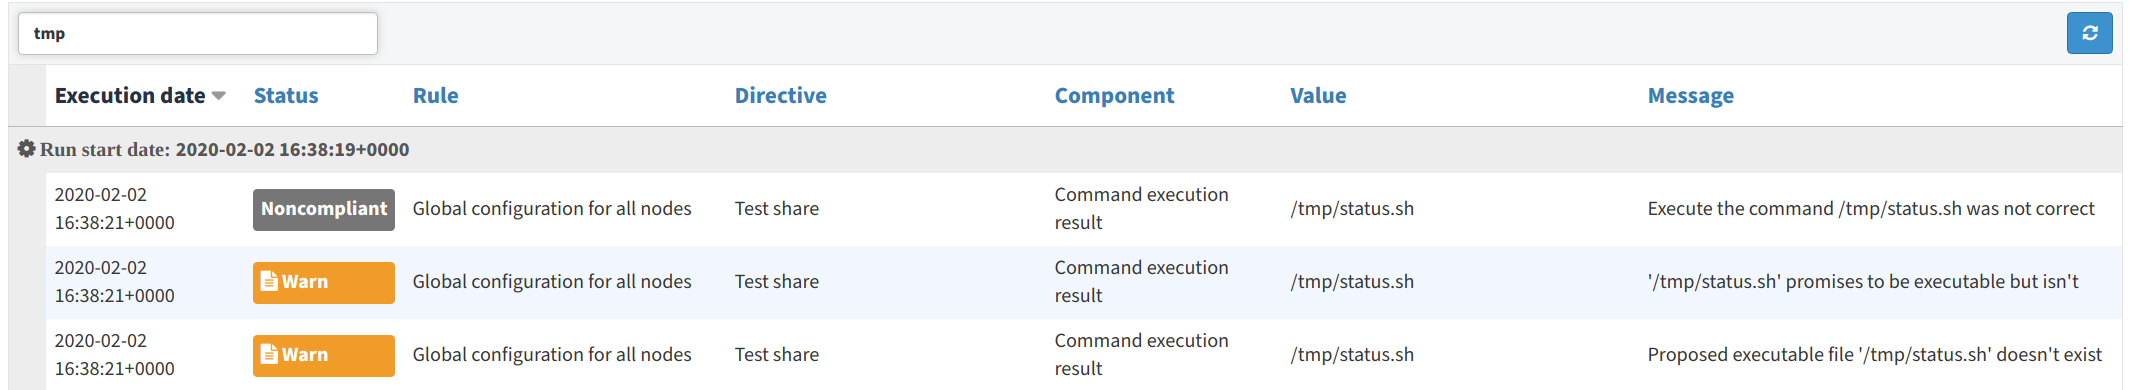 tmp
Execution date Status Rule Directive Component Value Message
Run start date: 2020-02-02 16:38:19+0000
2020-02-02
16:38:21+0000
Noncompliant
Global configuration for all nodes
Test share
Command execution
result
/tmp/status.sh
Execute the command /tmp/status.sh was not correct
2020-02-02
16:38:21+0000
Warn
Global configuration for all nodes
Test share
Command execution
result
/tmp/status.sh
'/tmp/status.sh' promises to be executable but isn't
2020-02-02
16:38:21+0000
Warn
Global configuration for all nodes
Test share
Command execution
result
/tmp/status.sh
Proposed executable file '/tmp/status.sh' doesn't exist